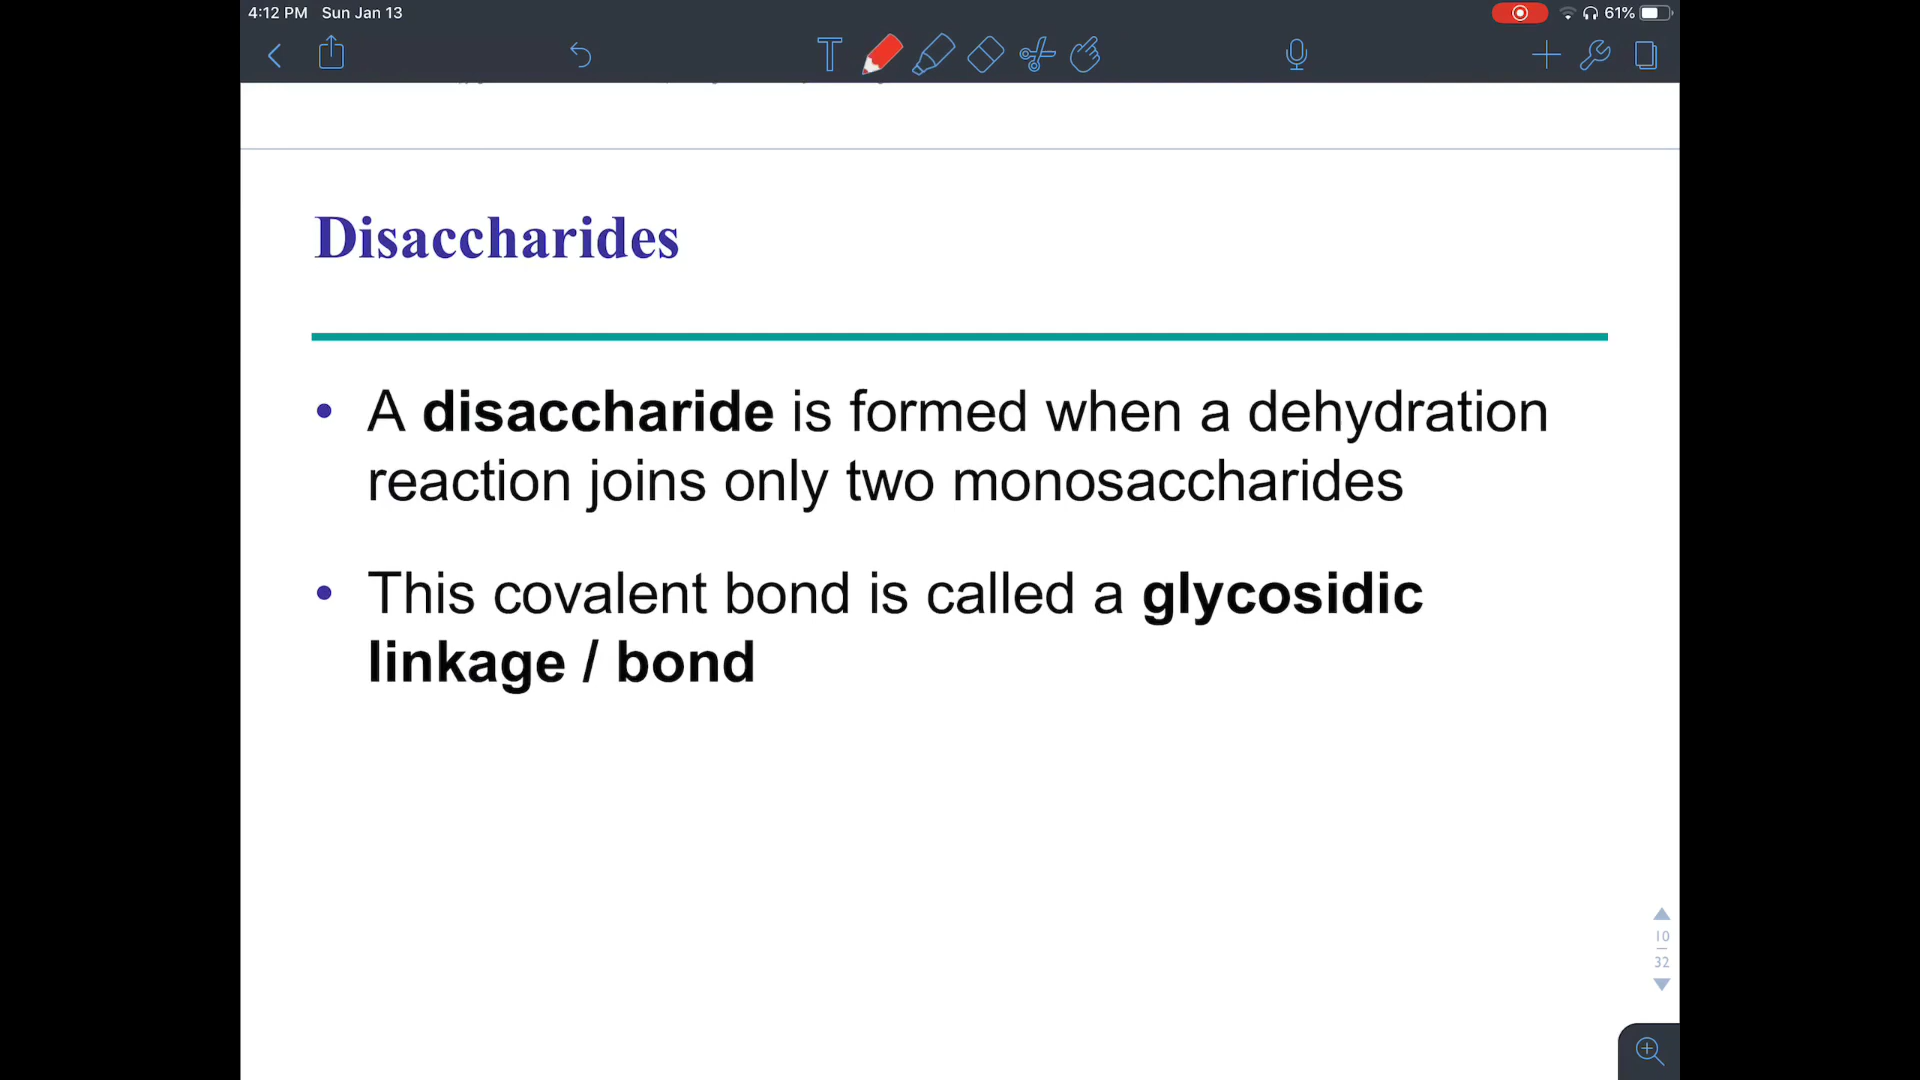 4:12 PM Sun Jan 13
61%
Disaccharides
• A disaccharide is formed when a dehydration
reaction joins only two monosaccharides
• This covalent bond is called a glycosidic
linkage / bond
10
32